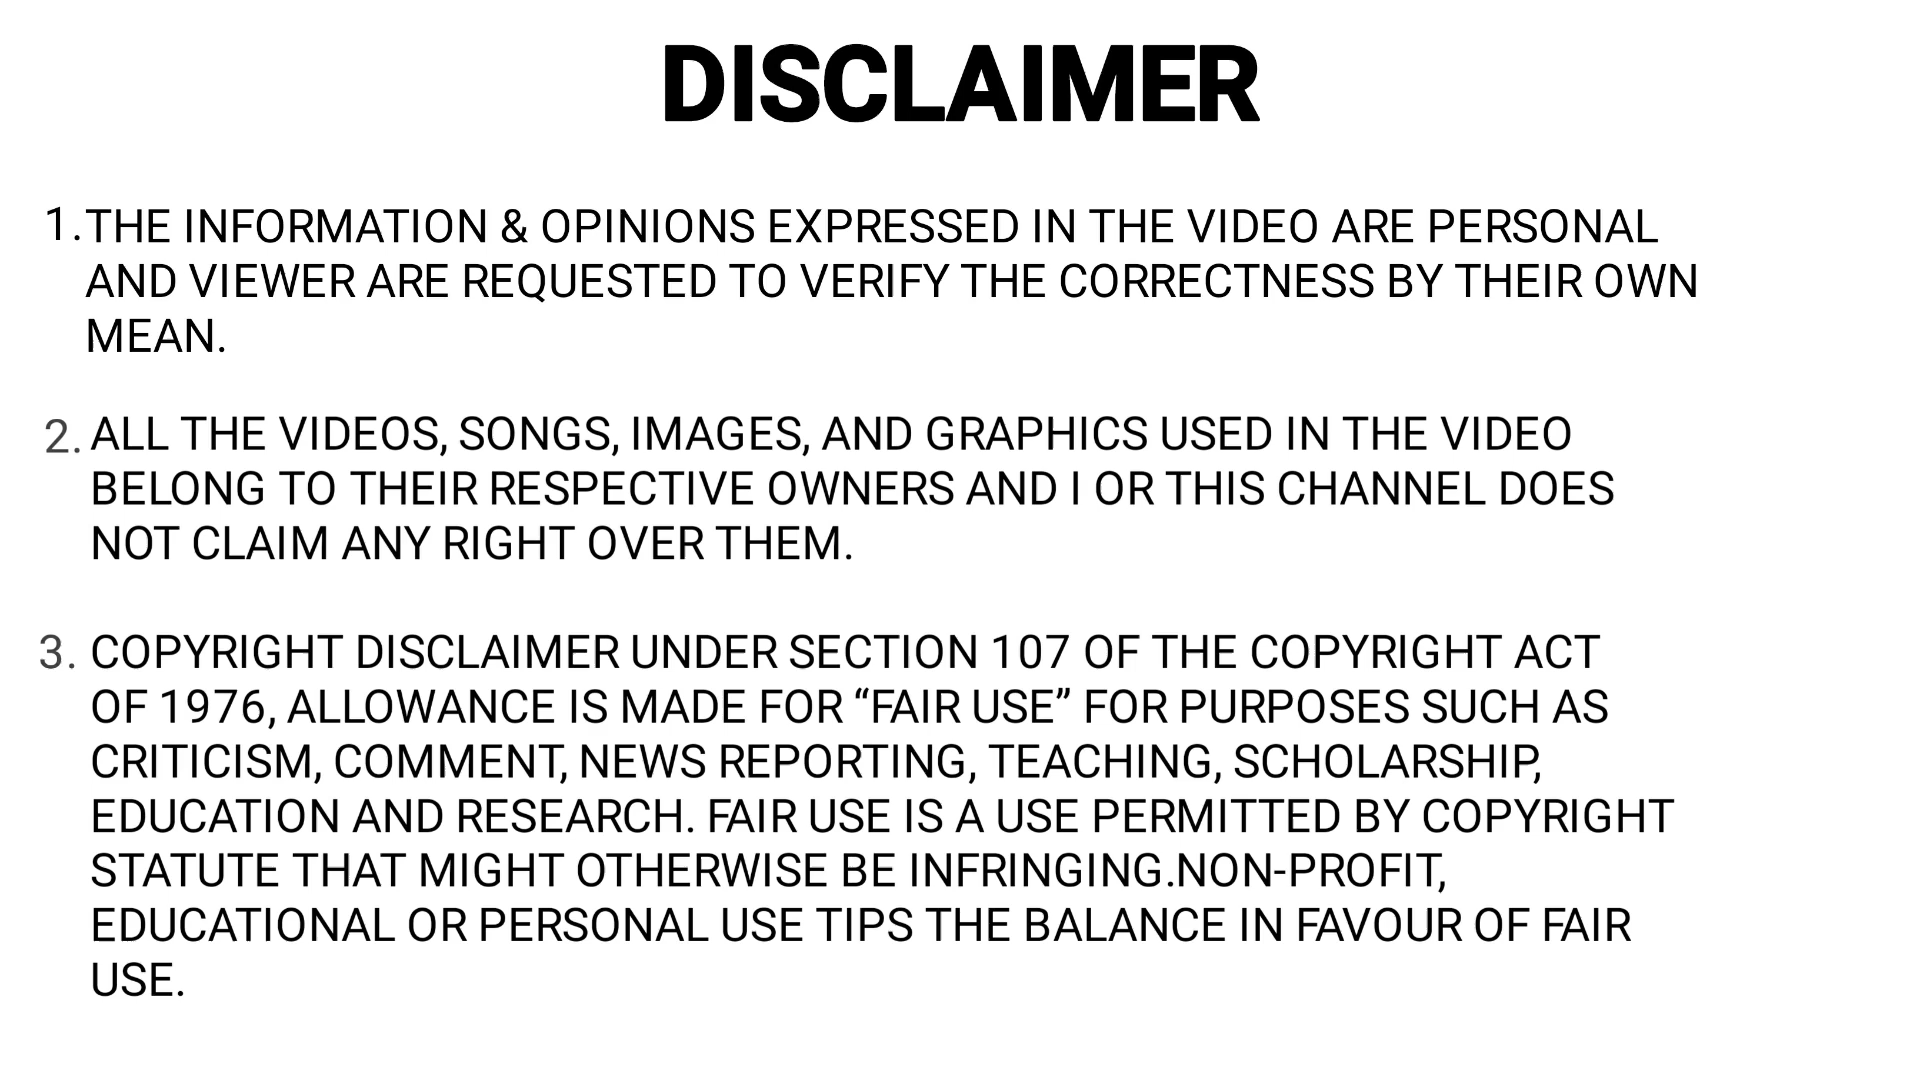 DISCLAIMER
1. THE INFORMATION & OPINIONS EXPRESSED IN THE VIDEO ARE PERSONAL
AND VIEWER ARE REQUESTED TO VERIFY THE CORRECTNESS BY THEIR OWN
MEAN.
2. ALL THE VIDEOS, SONGS, IMAGES, AND GRAPHICS USED IN THE VIDEO
BELONG TO THEIR RESPECTIVE OWNERS AND I OR THIS CHANNEL DOES
NOT CLAIM ANY RIGHT OVER THEM.
3. COPYRIGHT DISCLAIMER UNDER SECTION 107 OF THE COPYRIGHT ACT
OF 1976, ALLOWANCE IS MADE FOR “FAIR USE” FOR PURPOSES SUCH AS
CRITICISM, COMMENT, NEWS REPORTING, TEACHING, SCHOLARSHIP,
EDUCATION AND RESEARCH. FAIR USE IS A USE PERMITTED BY COPYRIGHT
STATUTE THAT MIGHT OTHERWISE BE INFRINGING.NON-PROFIT,
EDUCATIONAL OR PERSONAL USE TIPS THE BALANCE IN FAVOUR OF FAIR
USE.